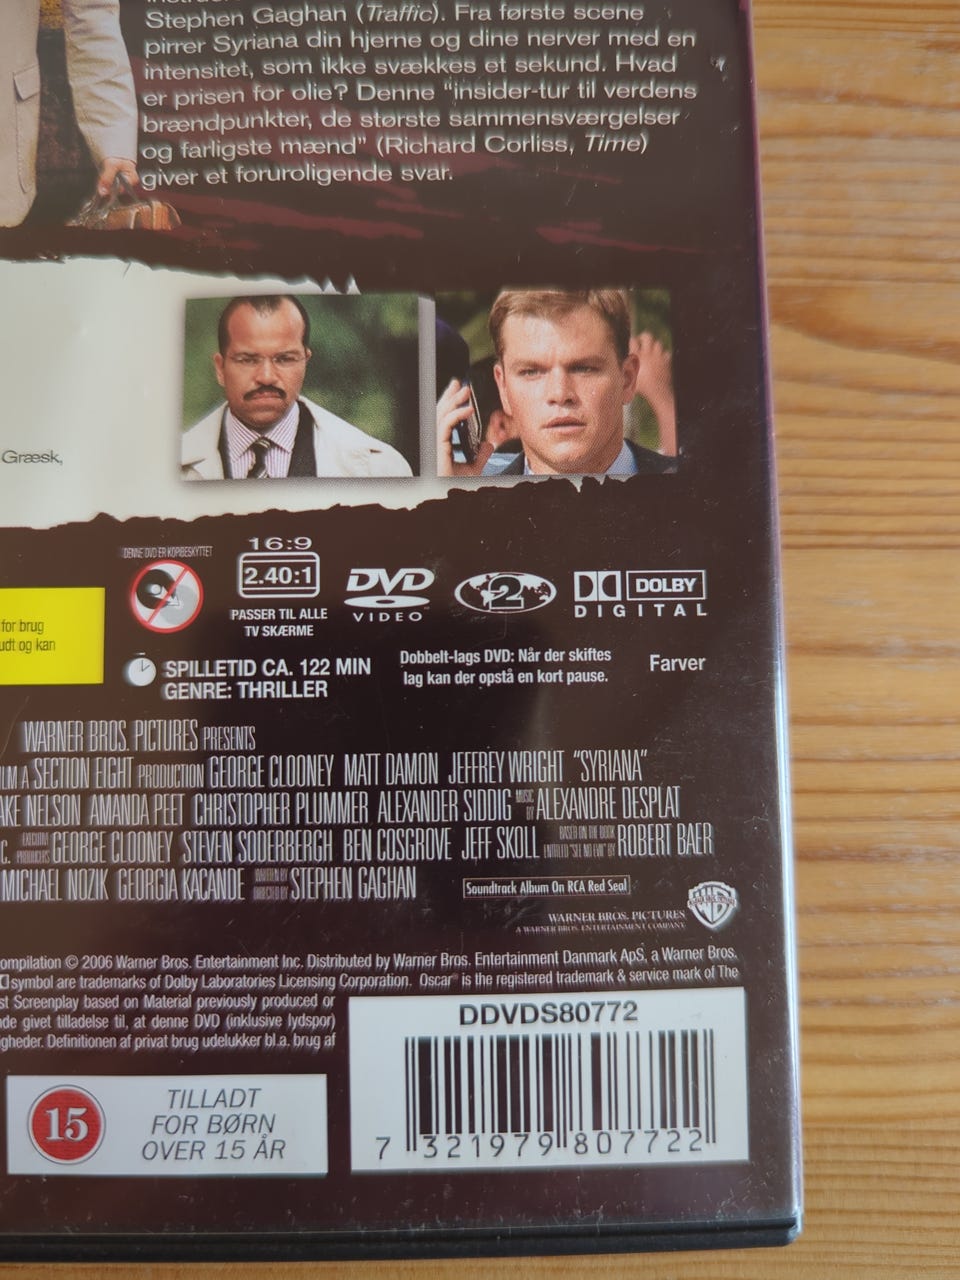 Stephen Gaghan (Traffic). Fra første scene
pirrer Syriana din hjerne og dine nerver med en
intensitet, som ikke svækkes et sekund. Hvad
er prisen for olie? Denne "insider-tur til verdens
brændpunkter, de største sammensværgelser
og farligste mænd" (Richard Corliss, Time)
giver et foruroligende svar.
Græsk,
DENNE DVD ER KOPIBESKYTTET
16:9
2.40:1
PASSER TIL ALLE
TV SKÆRME
DVD
VIDEO
2
DOLBY
DIGITAL
for brug
udt og kan
SPILLETID CA. 122 MIN
GENRE: THRILLER
Dobbelt-lags DVD: Når der skiftes
lag kan der opstå en kort pause.
Farver
WARNER BROS. PICTURES PRESENTS
A SECTION EIGHT PRODUCTION GEORGE CLOONEY MATT DAMON JEFFREY WRIGHT "SYRIANA"
AKE NELSON AMANDA PEET CHRISTOPHER PLUMMER ALEXANDER SIDDIG MUSIC BY ALEXANDRE DESPLAT
C. EXECUTIVE PRODUCERS GEORGE CLOONEY STEVEN SODERBERGH BEN COSGROVE JEFF SKOLL BASED ON THE BOOK ENTITLED "SEE NO EVIL" BY ROBERT BAER
MICHAEL NOZIK GEORGIA KACANDE WRITTEN BY DIRECTED BY STEPHEN GAGHAN
Soundtrack Album On RCA Red Seal
WARNER BROS. PICTURES
A WARNER BROS. ENTERTAINMENT COMPANY
ompilation © 2006 Warner Bros. Entertainment Inc. Distributed by Warner Bros. Entertainment Danmark ApS, a Warner Bros.
symbol are trademarks of Dolby Laboratories Licensing Corporation. Oscar® is the registered trademark & service mark of The
st Screenplay based on Material previously produced or
de givet tilladelse til, at denne DVD (inklusive lydspor)
gheder. Definitionen af privat brug udelukker bl.a. brug af
DDVDS80772
7 321979 807722
15
TILLADT
FOR BØRN
OVER 15 ÅR